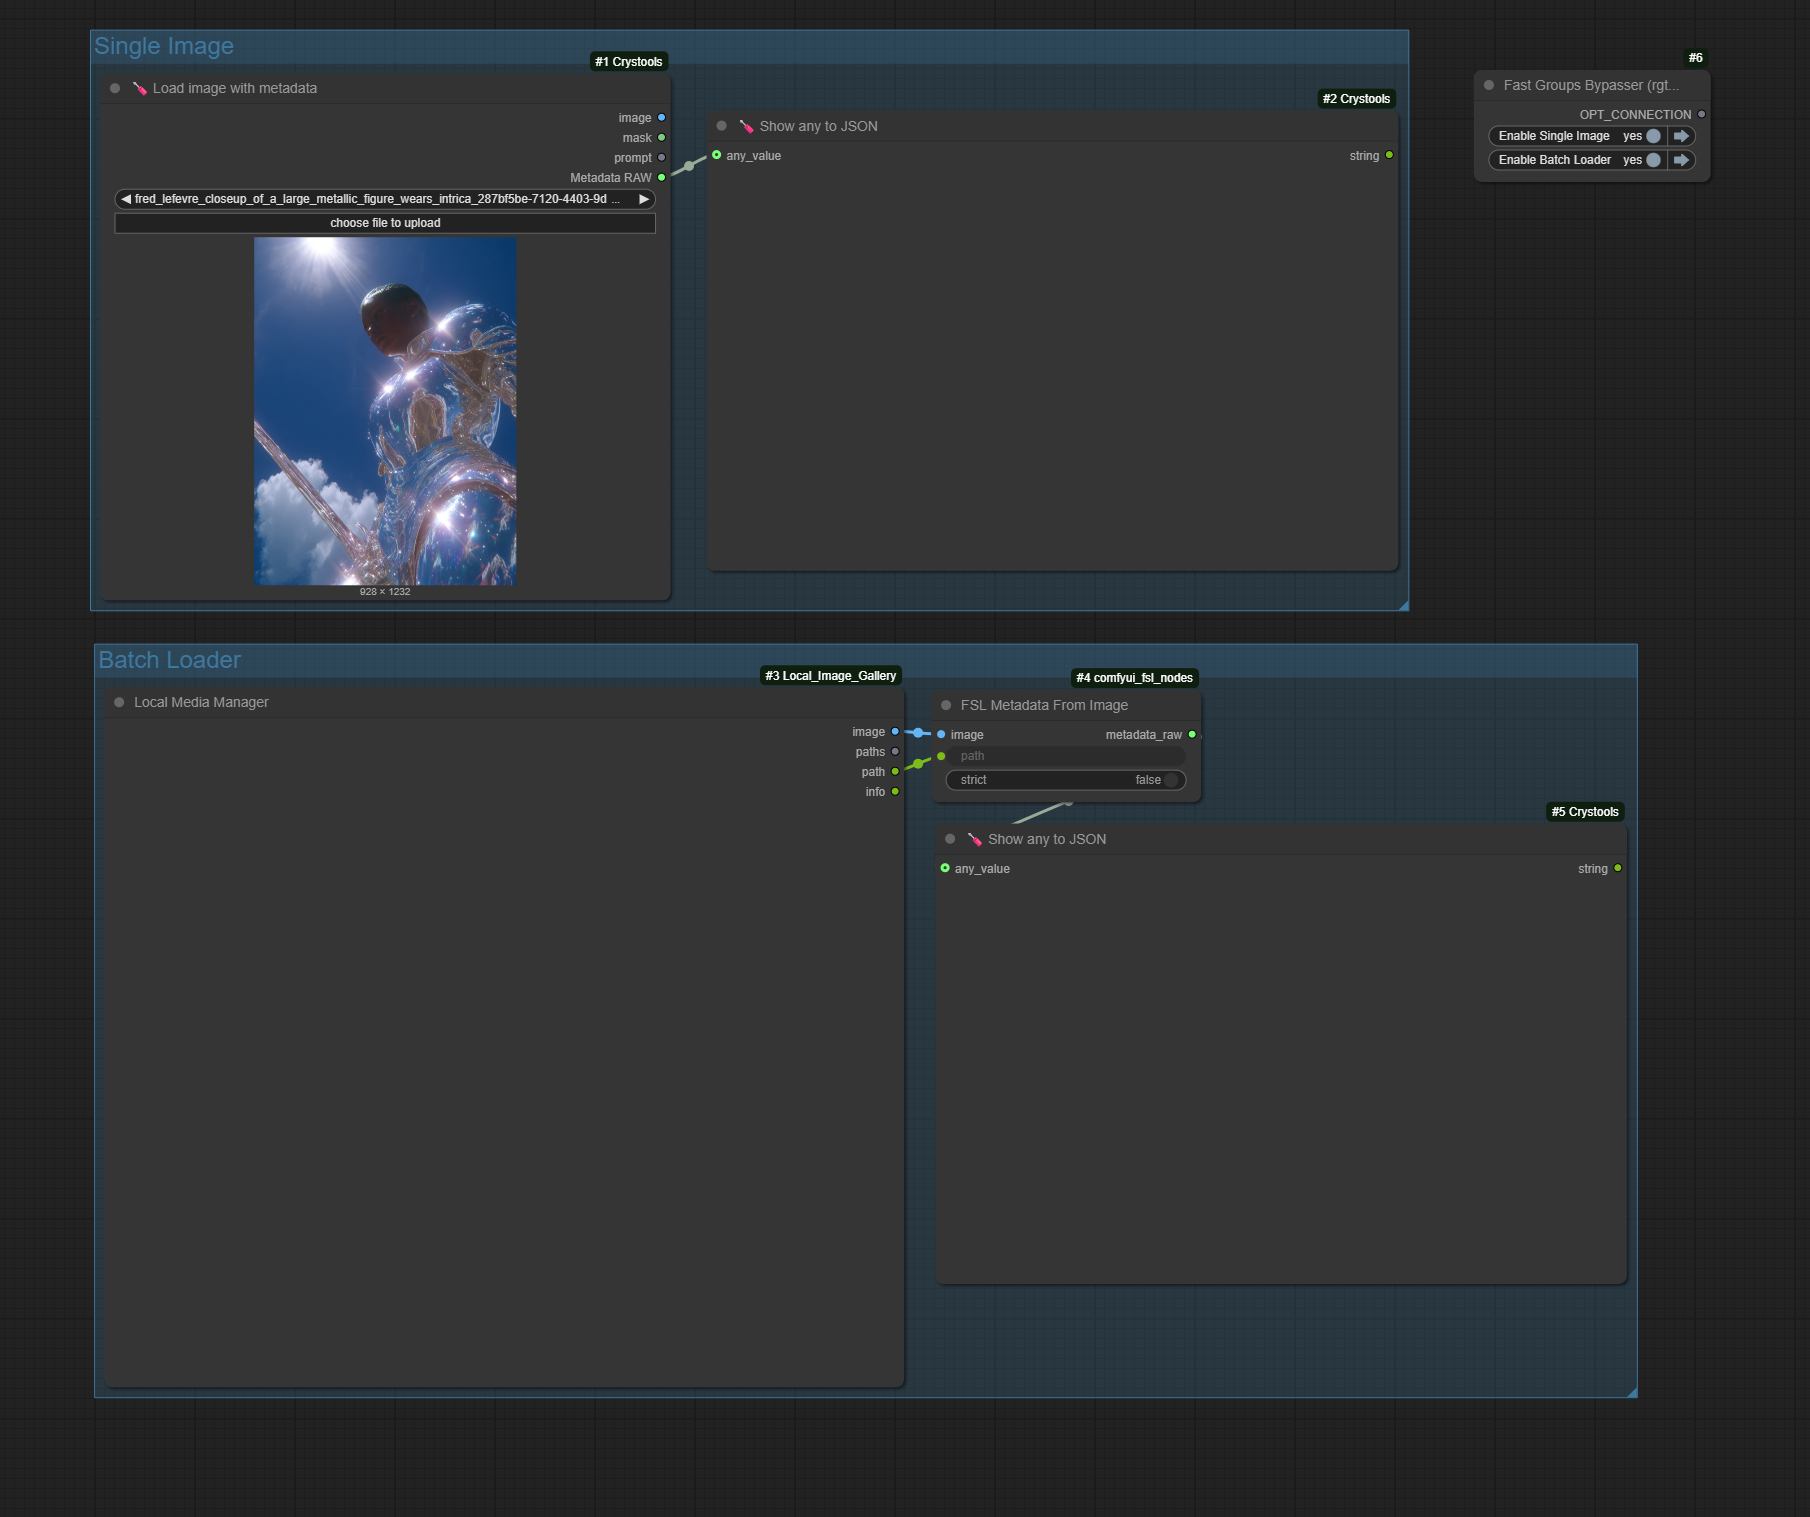 Single Image
#1 Crystools
Load image with metadata
image
mask
prompt
Metadata RAW
fred_lefevre_closeup_of_a_large_metallic_figure_wears_intrica_287bf5be-7120-4403-9d ...
choose file to upload
928 × 1232
#2 Crystools
Show any to JSON
any_value
string
#6
Fast Groups Bypasser (rgt...
OPT_CONNECTION
Enable Single Image yes
Enable Batch Loader yes
Batch Loader
#3 Local_Image_Gallery
Local Media Manager
image
paths
path
info
#4 comfyui_fsl_nodes
FSL Metadata From Image
image metadata_raw
path
strict false
#5 Crystools
Show any to JSON
any_value string